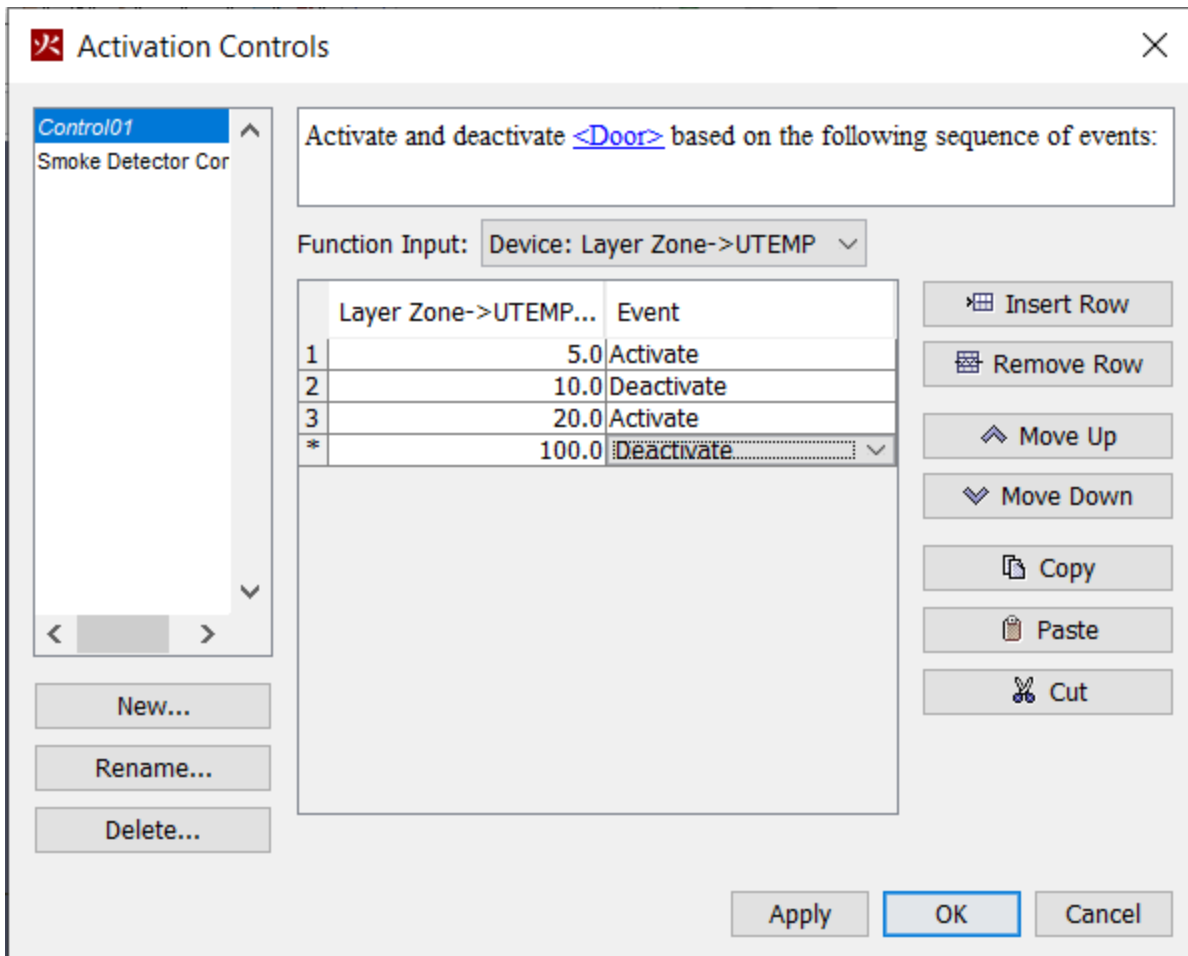 Activation Controls
Control01
Smoke Detector Cor
Activate and deactivate <Door> based on the following sequence of events:
Function Input: Device: Layer Zone->UTEMP
Layer Zone->UTEMP... Event
1 5.0 Activate
2 10.0 Deactivate
3 20.0 Activate
* 100.0 Deactivate
Insert Row
Remove Row
Move Up
Move Down
Copy
Paste
Cut
New...
Rename...
Delete...
Apply OK Cancel